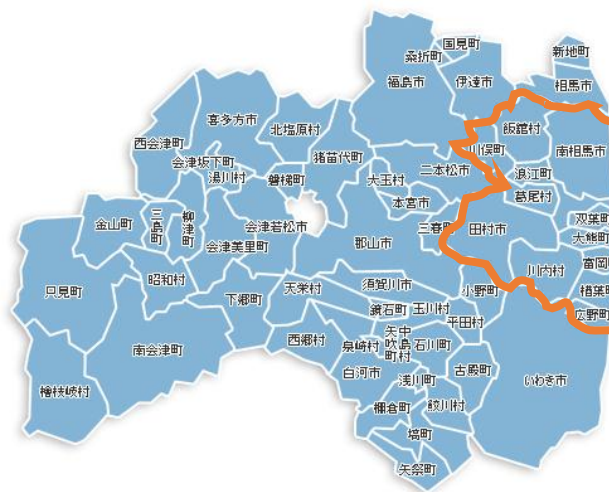 国見町
桑折町
新地町
福島市
伊達市
相馬市
喜多方市
北塩原村
飯舘村
西会津町
猪苗代町
川俣町
南相馬市
会津坂下町
湯川村
磐梯町
大玉村
二本松市
浪江町
葛尾村
本宮市
三島町
柳津町
金山町
会津若松市
三春町
田村市
双葉町
会津美里町
郡山市
大熊町
昭和村
川内村
富岡町
只見町
下郷町
天栄村
須賀川市
小野町
楢葉町
鏡石町
玉川村
平田村
広野町
南会津町
西郷村
泉崎村
矢吹町
中島村
石川町
白河市
浅川町
古殿町
いわき市
檜枝岐村
棚倉町
鮫川村
塙町
矢祭町